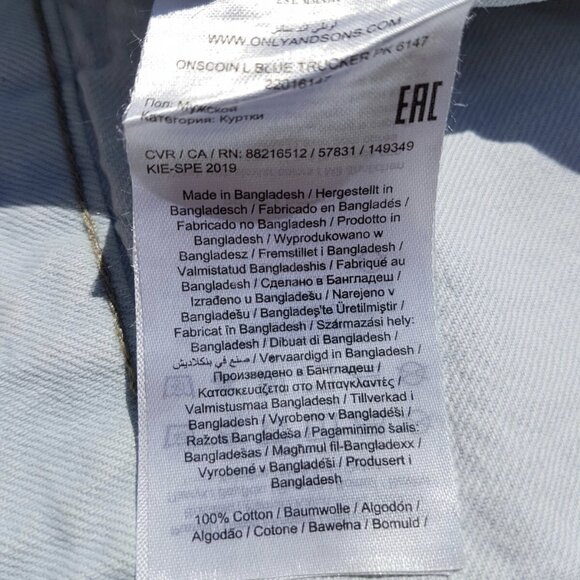 WWW.ONLYANDSONS.COM
ONSCOIN L BLUE TRUCKER PK 6147
22016147
Пол: Мужской
Категория: Куртки
EAC
CVR / CA / RN: 88216512 / 57831 / 149349
KIE-SPE 2019
Made in Bangladesh / Hergestellt in
Bangladesch / Fabricado en Bangladés /
Fabricado no Bangladesh / Prodotto in
Bangladesh / Wyprodukowano w
Bangladesz / Fremstillet i Bangladesh /
Valmistatud Bangladeshis / Fabriqué au
Bangladesh / Сделано в Бангладеш /
Izrađeno u Bangladešu / Narejeno v
Bangladešu / Bangladeş'te Üretilmiştir /
Fabricat în Bangladesh / Származási hely:
Bangladesh / Dibuat di Bangladesh
صنع في بنكلاديش / Vervaardigd in Bangladesh /
Произведено в Бангладеш /
Κατασκευάζεται στο Μπαγκλαντές /
Valmistusmaa Bangladesh / Tillverkad i
Bangladesh / Vyrobeno v Bangladéši /
Ražots Bangladeša / Pagaminimo šalis:
Bangladešas / Magħmul fil-Bangladexx /
Vyrobené v Bangladéši / Produsert i
Bangladesh
100% Cotton / Baumwolle / Algodón /
Algodão / Cotone / Bawełna / Bomuld /